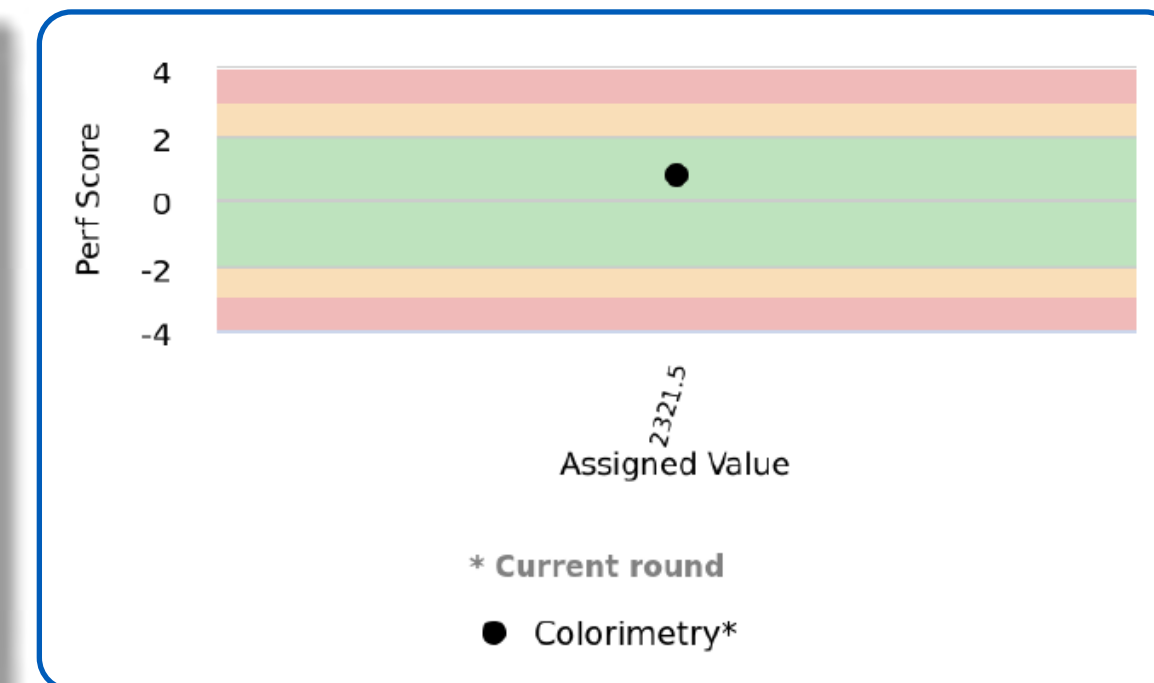 4
2
0
-2
-4
Perf Score
2321.5
Assigned Value
* Current round
Colorimetry*